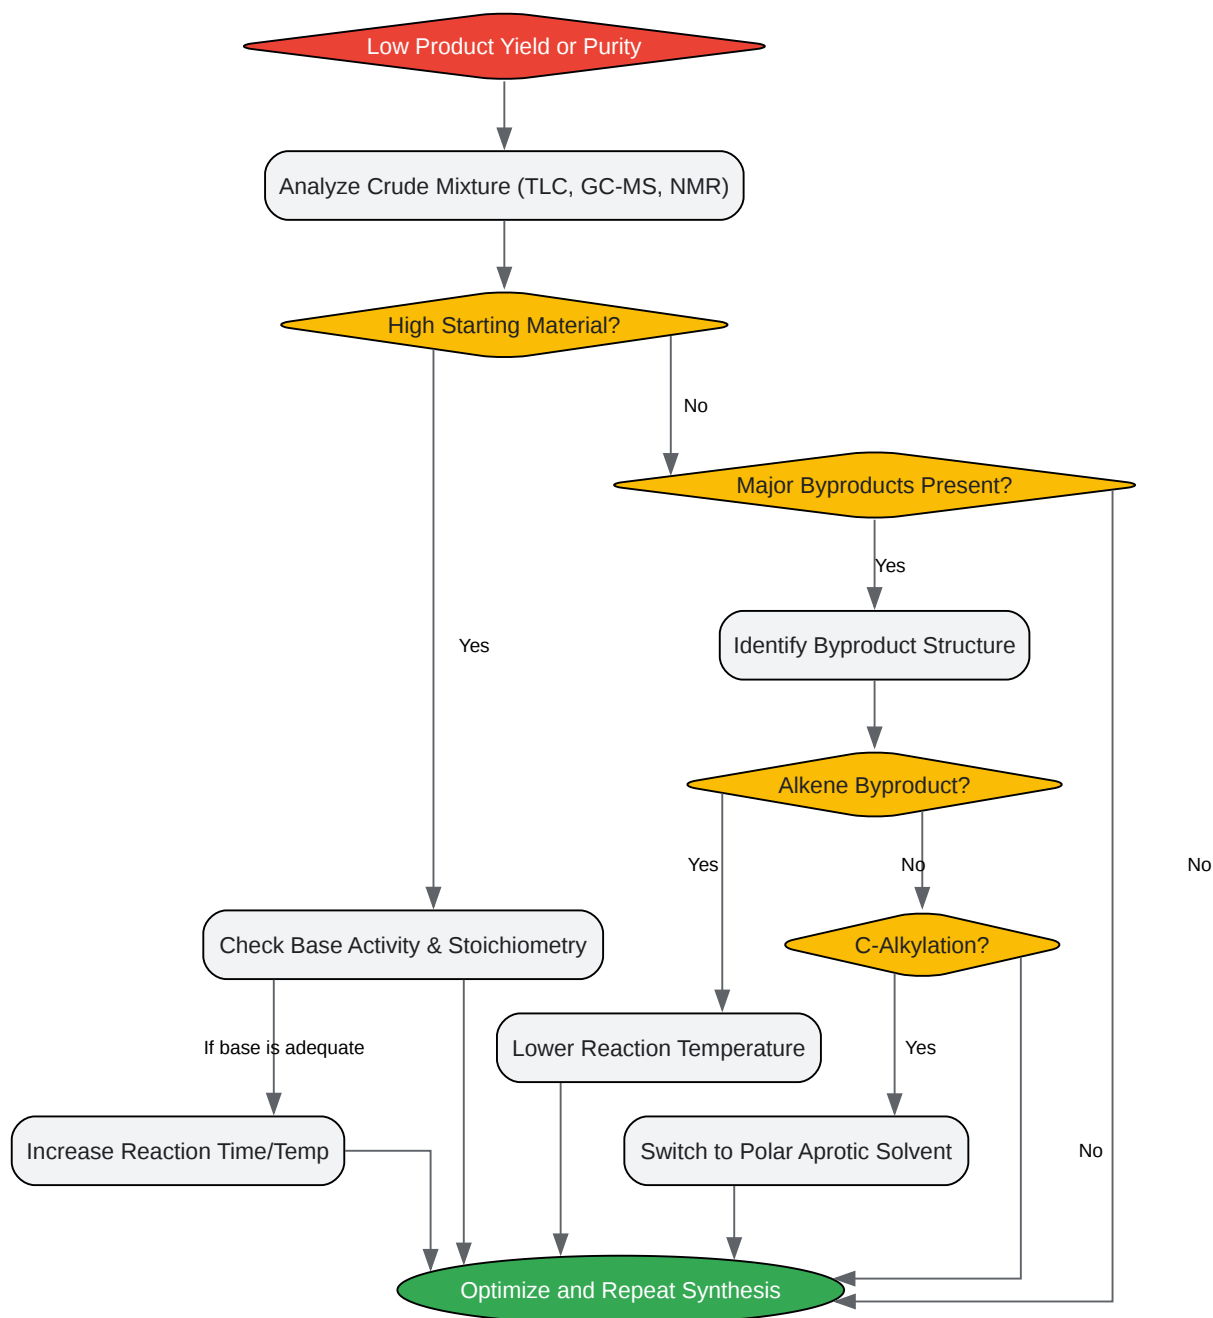 Low Product Yield or Purity
Analyze Crude Mixture (TLC, GC-MS, NMR)
High Starting Material?
No
Major Byproducts Present?
Yes
Yes
Identify Byproduct Structure
Alkene Byproduct?
Yes
No
No
Check Base Activity & Stoichiometry
C-Alkylation?
If base is adequate
Lower Reaction Temperature
Yes
Increase Reaction Time/Temp
Switch to Polar Aprotic Solvent
No
Optimize and Repeat Synthesis